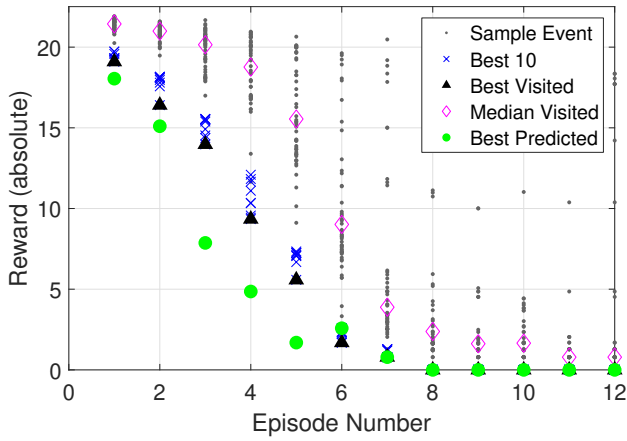 Reward (absolute)
20
15
10
5
0
0
2
4
6
8
10
12
Episode Number
Sample Event
Best 10
Best Visited
Median Visited
Best Predicted